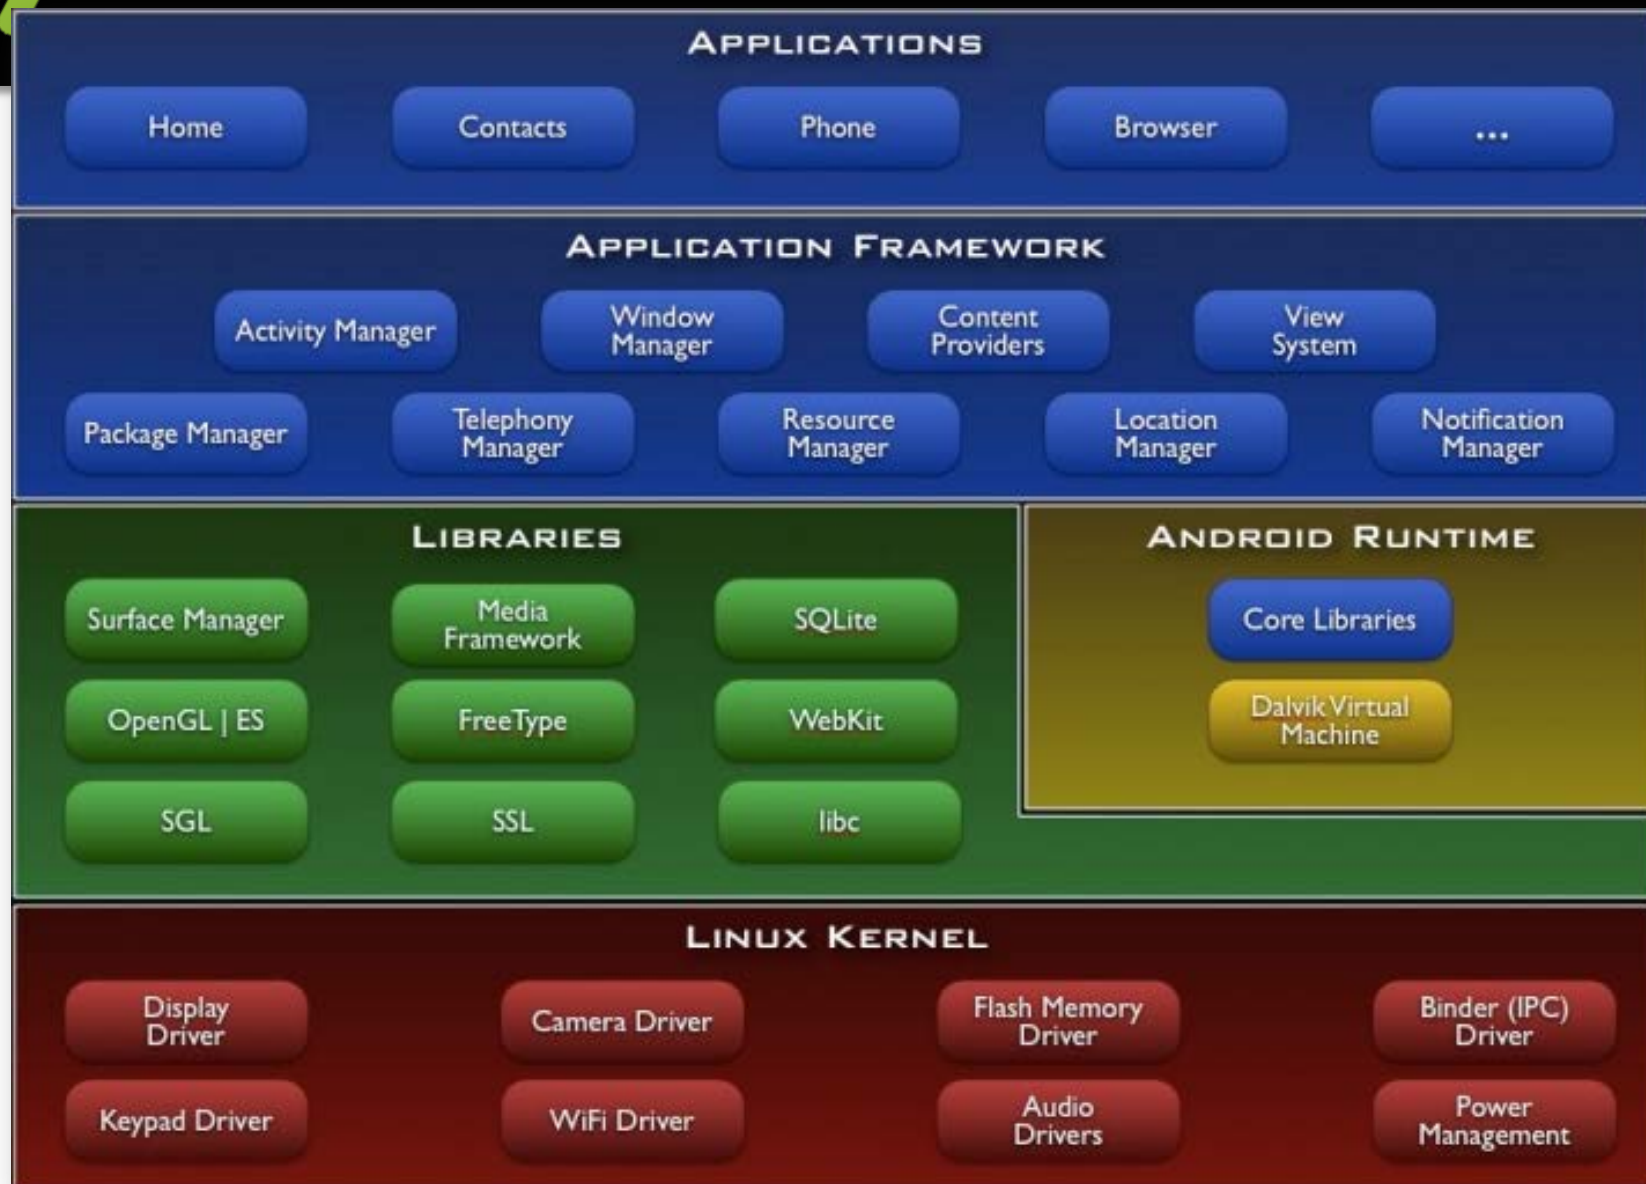 APPLICATIONS
Home
Contacts
Phone
Browser
...
APPLICATION FRAMEWORK
Activity Manager
Window
Manager
Content
Providers
View
System
Package Manager
Telephony
Manager
Resource
Manager
Location
Manager
Notification
Manager
LIBRARIES
Surface Manager
Media
Framework
SQLite
OpenGL | ES
FreeType
WebKit
SGL
SSL
libc
ANDROID RUNTIME
Core Libraries
Dalvik Virtual
Machine
LINUX KERNEL
Display
Driver
Camera Driver
Flash Memory
Driver
Binder (IPC)
Driver
Keypad Driver
WiFi Driver
Audio
Drivers
Power
Management